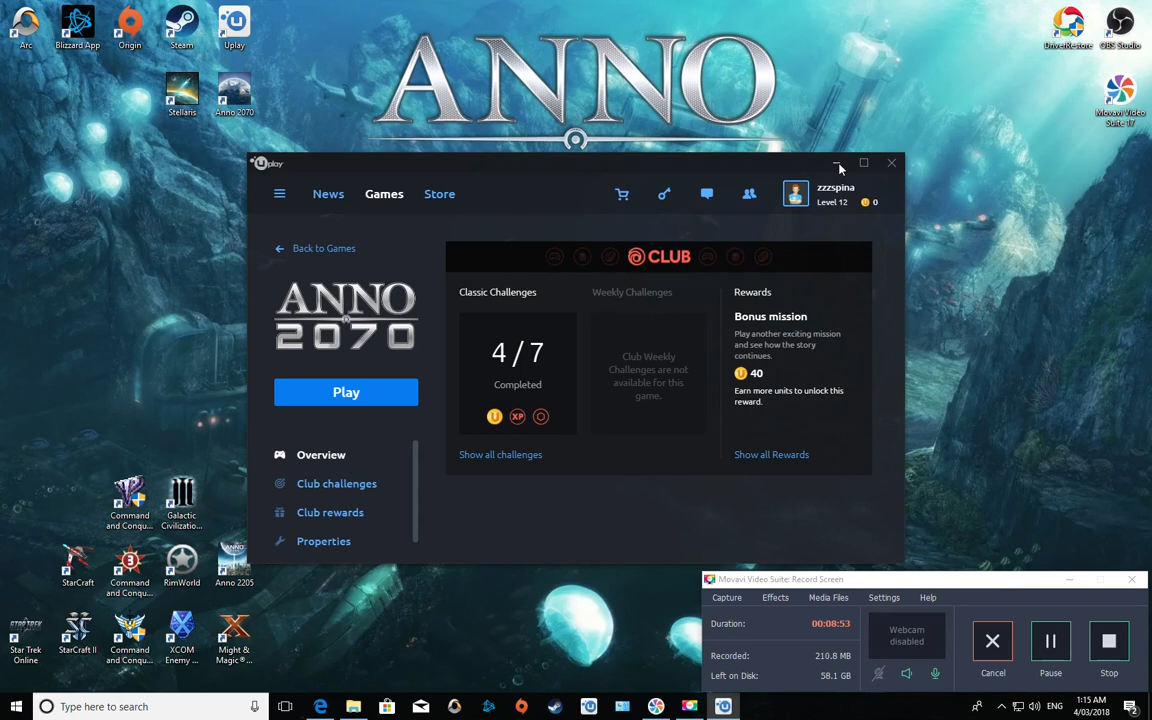 Arc
Blizzard App
Origin
Steam
Uplay
DriverRestore
OBS Studio
Stellaris
Anno 2070
Movavi Video
Suite 17
ANNO
uplay
News
Games
Store
zzzspina
Level 12
0
Back to Games
ANNO
2070
Play
Overview
Club challenges
Club rewards
Properties
CLUB
Classic Challenges
4 / 7
Completed
XP
Show all challenges
Weekly Challenges
Club Weekly
Challenges are not
available for this
game.
Rewards
Bonus mission
Play another exciting mission
and see how the story
continues.
40
Earn more units to unlock this
reward.
Show all Rewards
Command
and Conqu...
Galactic
Civilizatio...
StarCraft
Command
and Conqu...
RimWorld
Anno 2205
Star Trek
Online
StarCraft II
Command
and Conqu...
XCOM
Enemy ...
Might &
Magic® ...
Movavi Video Suite: Record Screen
Capture
Effects
Media Files
Settings
Help
Duration:
00:08:53
Recorded:
210.8 MB
Left on Disk:
58.1 GB
Webcam
disabled
Cancel
Pause
Stop
Type here to search
ENG
1:15 AM
4/03/2018
2